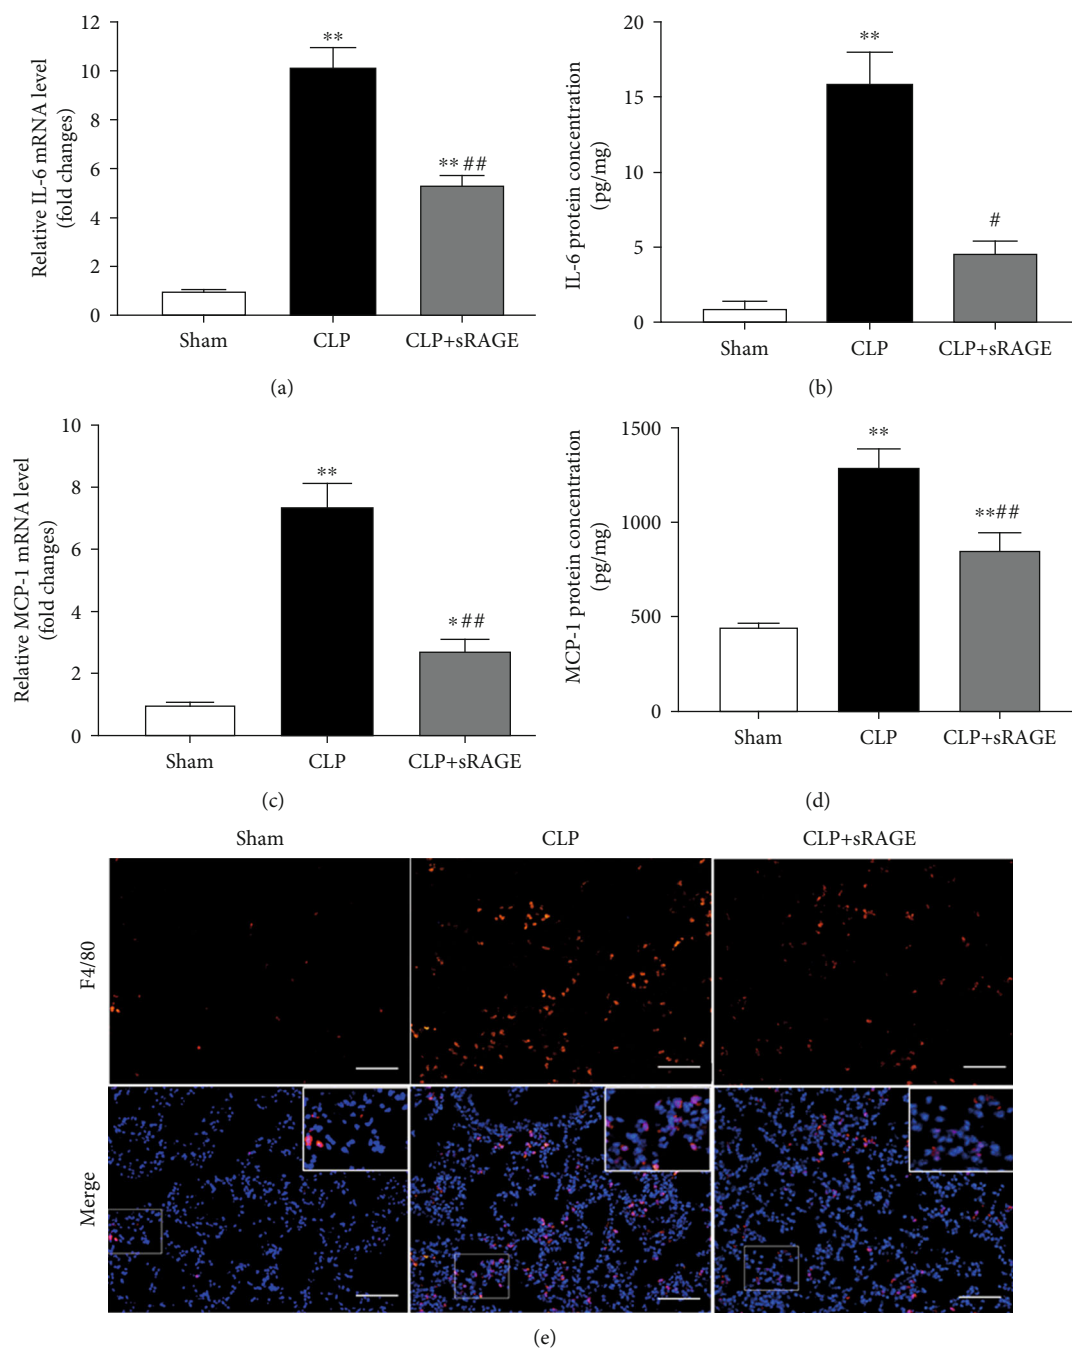 Relative IL-6 mRNA level
(fold changes)
12
10
8
6
4
2
0
**
** ##
Sham
CLP
CLP+sRAGE
(a)
IL-6 protein concentration
(pg/mg)
20
15
10
5
0
**
#
Sham
CLP
CLP+sRAGE
(b)
Relative MCP-1 mRNA level
(fold changes)
10
8
6
4
2
0
**
*##
Sham
CLP
CLP+sRAGE
(c)
MCP-1 protein concentration
(pg/mg)
1500
1000
500
0
**
**##
Sham
CLP
CLP+sRAGE
(d)
Sham
CLP
CLP+sRAGE
F4/80
Merge
(e)